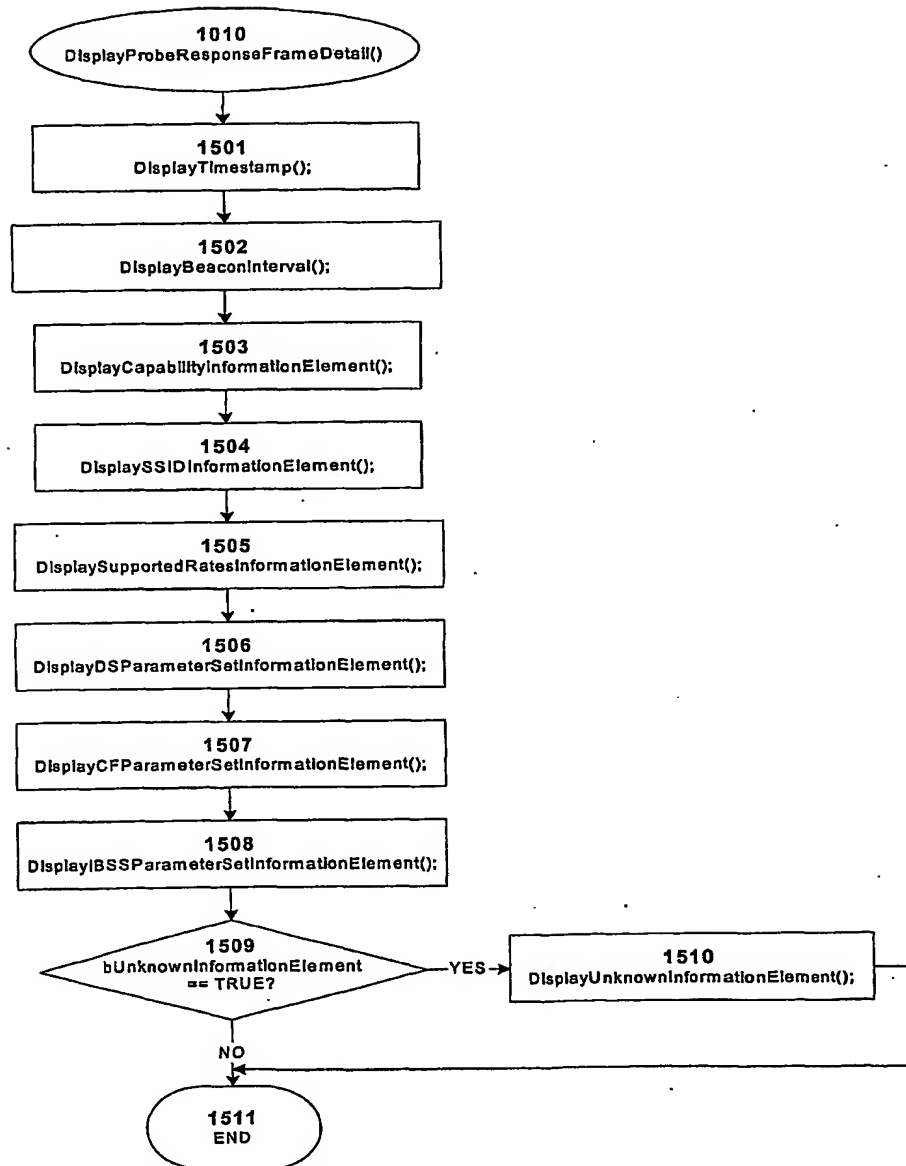 1010
DisplayProbeResponseFrameDetail()
1501
DisplayTimestamp();
1502
DisplayBeaconInterval();
1503
DisplayCapabilityInformationElement();
1504
DisplaySSIDInformationElement();
1505
DisplaySupportedRatesInformationElement();
1506
DisplayDSParameterSetInformationElement();
1507
DisplayCFParameterSetInformationElement();
1508
DisplayIBSSParameterSetInformationElement();
1509
bUnknownInformationElement
== TRUE?
YES
1510
DisplayUnknownInformationElement();
NO
1511
END